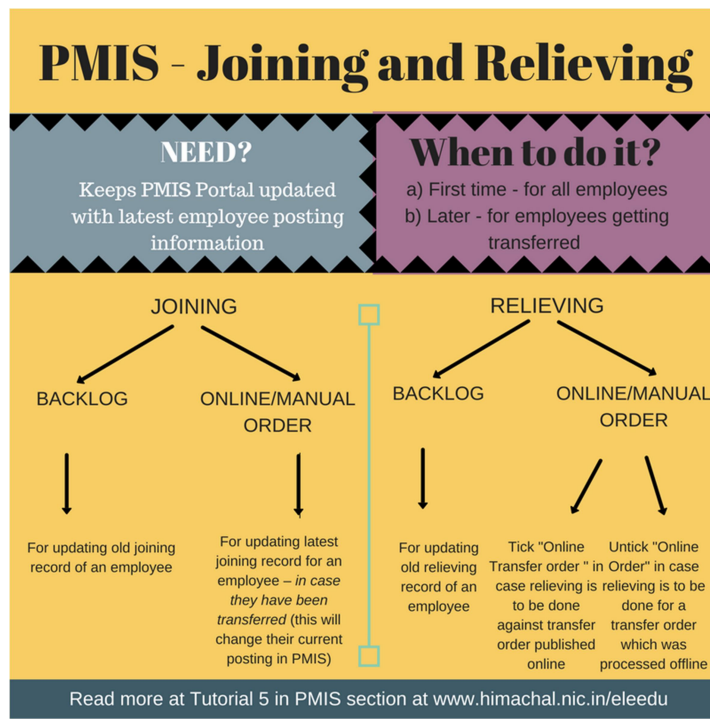 PMIS - Joining and Relieving
NEED?
Keeps PMIS Portal updated
with latest employee posting
information
When to do it?
a) First time - for all employees
b) Later - for employees getting
transferred
JOINING
BACKLOG
For updating old joining
record of an employee
ONLINE/MANUAL
ORDER
For updating latest
joining record for an
employee – in case
they have been
transferred (this will
change their current
posting in PMIS)
RELIEVING
BACKLOG
For updating
old relieving
record of an
employee
ONLINE/MANUAL
ORDER
Tick "Online
Transfer order " in
case relieving is
to be done
against transfer
order published
online
Untick "Online
Order" in case
relieving is to be
done for a
transfer order
which was
processed offline
Read more at Tutorial 5 in PMIS section at www.himachal.nic.in/eleedu